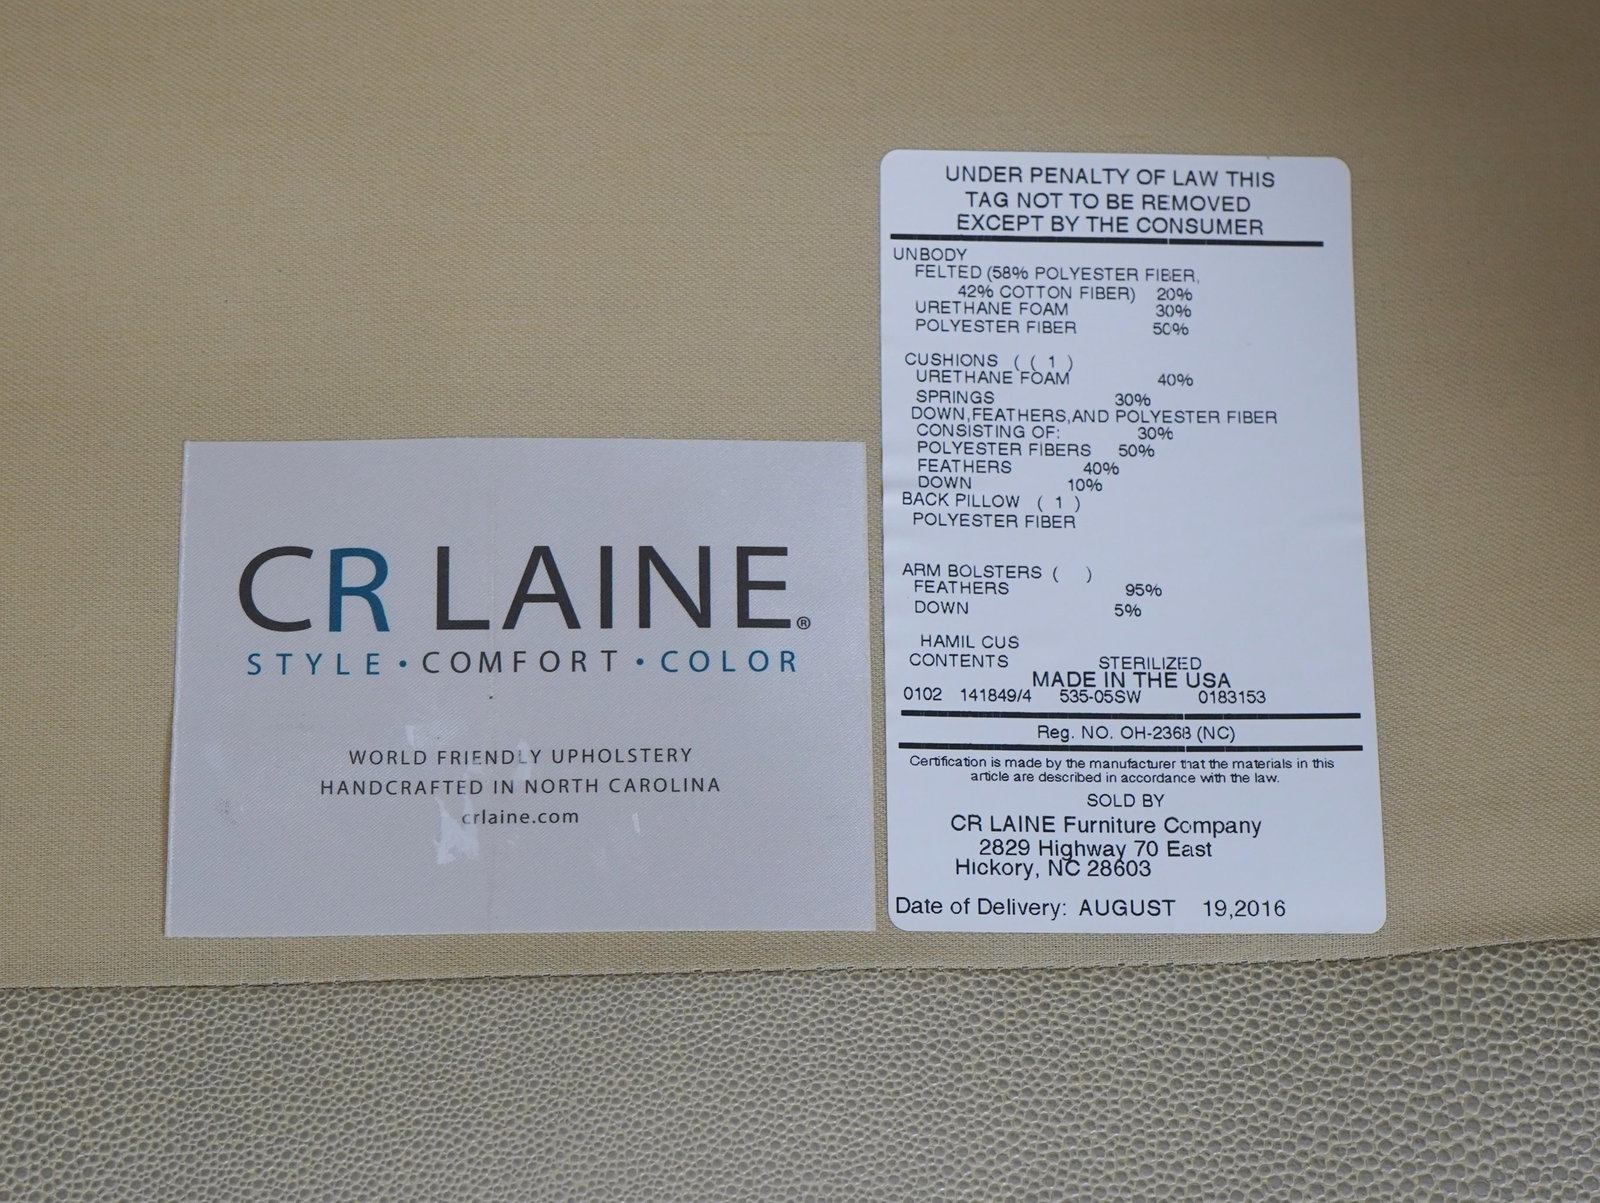 CR LAINE®
STYLE • COMFORT • COLOR
WORLD FRIENDLY UPHOLSTERY
HANDCRAFTED IN NORTH CAROLINA
crlaine.com
UNDER PENALTY OF LAW THIS
TAG NOT TO BE REMOVED
EXCEPT BY THE CONSUMER
UNBODY
FELTED (58% POLYESTER FIBER,
42% COTTON FIBER) 20%
URETHANE FOAM 30%
POLYESTER FIBER 50%
CUSHIONS ( ( 1 )
URETHANE FOAM 40%
SPRINGS 30%
DOWN,FEATHERS,AND POLYESTER FIBER
CONSISTING OF: 30%
POLYESTER FIBERS 50%
FEATHERS 40%
DOWN 10%
BACK PILLOW ( 1 )
POLYESTER FIBER
ARM BOLSTERS ( )
FEATHERS 95%
DOWN 5%
HAMIL CUS
CONTENTS STERILIZED
MADE IN THE USA
0102 141849/4 535-05SW 0183153
Reg. NO. OH-2368 (NC)
Certification is made by the manufacturer that the materials in this
article are described in accordance with the law.
SOLD BY
CR LAINE Furniture Company
2829 Highway 70 East
Hickory, NC 28603
Date of Delivery: AUGUST 19,2016